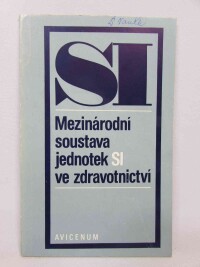 SI
Mezinárodní
soustava
jednotek SI
ve zdravotnictví
AVICENUM